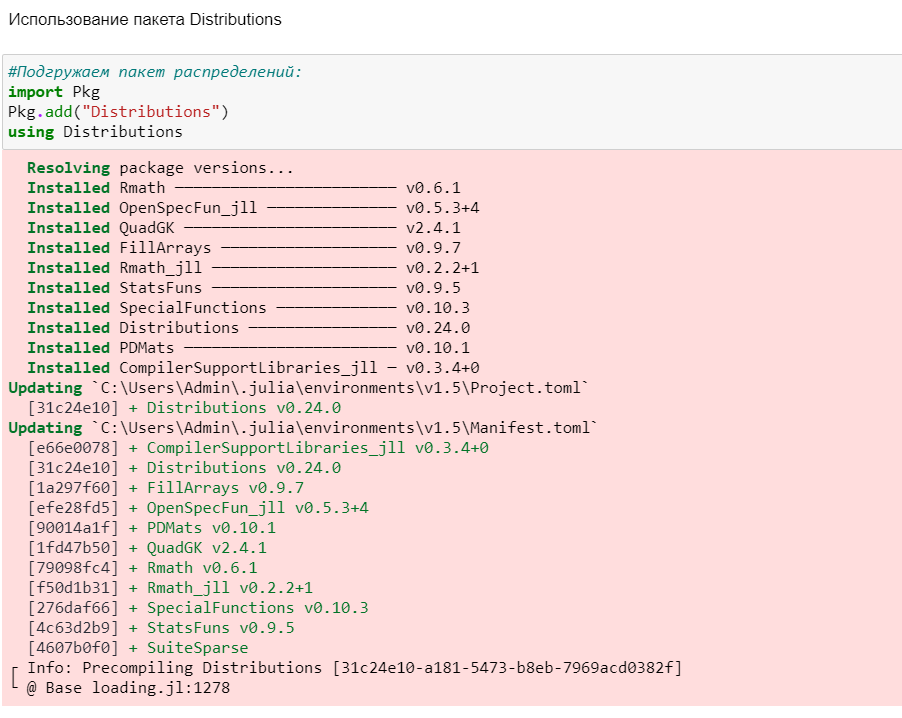 Использование пакета Distributions
#Подгружаем пакет распределений:
import Pkg
Pkg.add("Distributions")
using Distributions
Resolving package versions...
Installed Rmath ──────────────────────── v0.6.1
Installed OpenSpecFun_jll ────────────── v0.5.3+4
Installed QuadGK ─────────────────────── v2.4.1
Installed FillArrays ─────────────────── v0.9.7
Installed Rmath_jll ──────────────────── v0.2.2+1
Installed StatsFuns ──────────────────── v0.9.5
Installed SpecialFunctions ───────────── v0.10.3
Installed Distributions ──────────────── v0.24.0
Installed PDMats ─────────────────────── v0.10.1
Installed CompilerSupportLibraries_jll ─ v0.3.4+0
Updating `C:\Users\Admin\.julia\environments\v1.5\Project.toml`
[31c24e10] + Distributions v0.24.0
Updating `C:\Users\Admin\.julia\environments\v1.5\Manifest.toml`
[e66e0078] + CompilerSupportLibraries_jll v0.3.4+0
[31c24e10] + Distributions v0.24.0
[1a297f60] + FillArrays v0.9.7
[efe28fd5] + OpenSpecFun_jll v0.5.3+4
[90014a1f] + PDMats v0.10.1
[1fd47b50] + QuadGK v2.4.1
[79098fc4] + Rmath v0.6.1
[f50d1b31] + Rmath_jll v0.2.2+1
[276daf66] + SpecialFunctions v0.10.3
[4c63d2b9] + StatsFuns v0.9.5
[4607b0f0] + SuiteSparse
┌ Info: Precompiling Distributions [31c24e10-a181-5473-b8eb-7969acd0382f]
└ @ Base loading.jl:1278